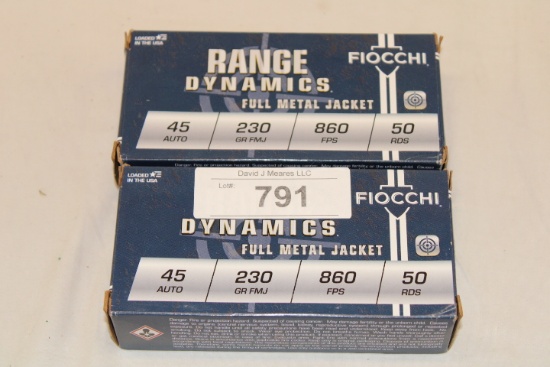 LOADED
IN THE USA
RANGE
DYNAMICS
FULL METAL JACKET
FIOCCHI
45 AUTO
230 GR FMJ
860 FPS
50 RDS
LOADED
IN THE USA
David J Meares LLC
Lot#:
791
DYNAMICS
FULL METAL JACKET
FIOCCHI
45 AUTO
230 GR FMJ
860 FPS
50 RDS